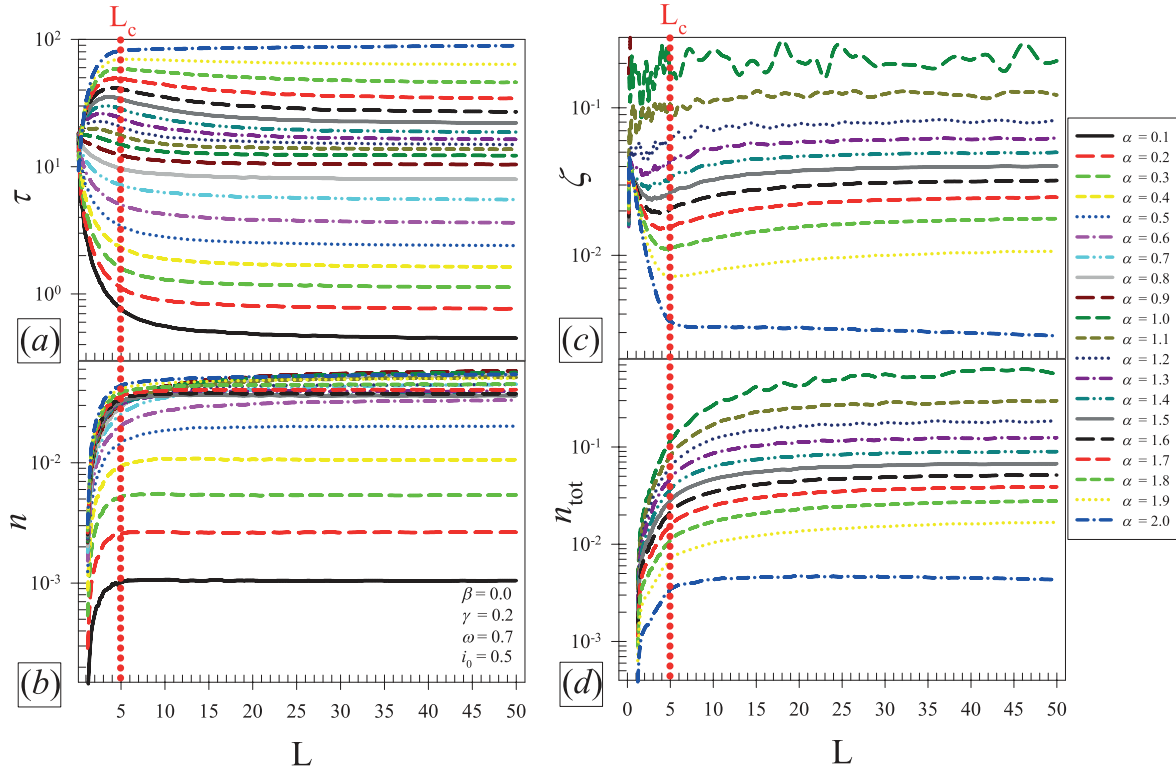 L_c
10^2
τ
10^1
10^0
(a)
10^-2
n
10^-3
β = 0.0
γ = 0.2
ω = 0.7
i_0 = 0.5
(b)
5 10 15 20 25 30 35 40 45 50
L
L_c
10^-1
ζ
10^-2
(c)
10^-1
n_tot
10^-2
10^-3
(d)
0 5 10 15 20 25 30 35 40 45 50
L
α = 0.1
α = 0.2
α = 0.3
α = 0.4
α = 0.5
α = 0.6
α = 0.7
α = 0.8
α = 0.9
α = 1.0
α = 1.1
α = 1.2
α = 1.3
α = 1.4
α = 1.5
α = 1.6
α = 1.7
α = 1.8
α = 1.9
α = 2.0